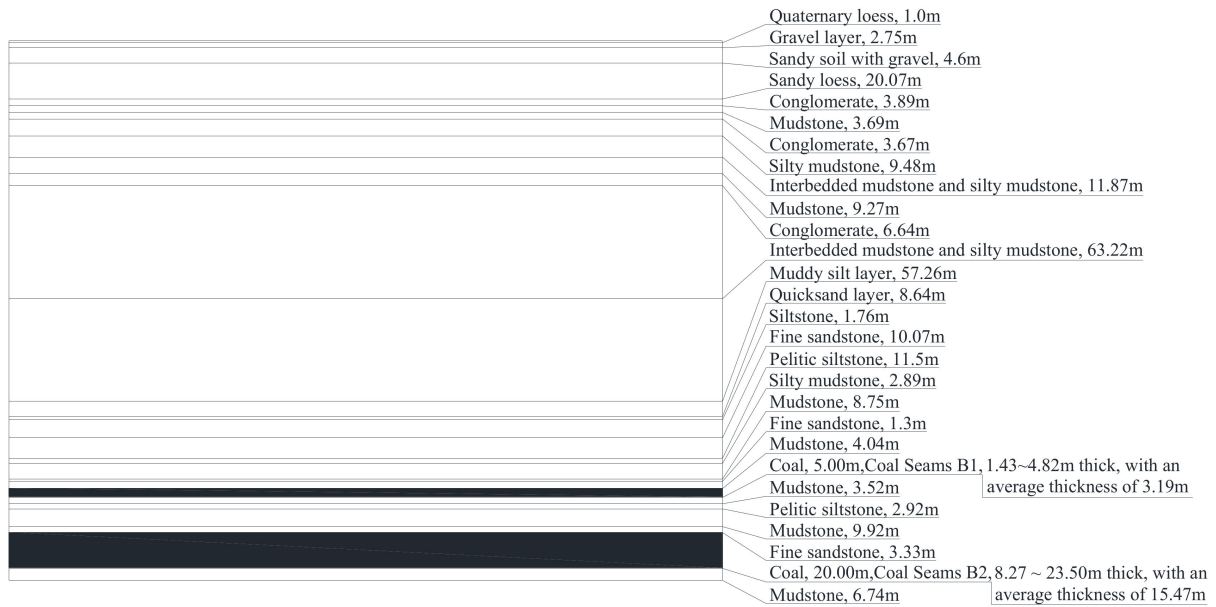 Quaternary loess, 1.0m
Gravel layer, 2.75m
Sandy soil with gravel, 4.6m
Sandy loess, 20.07m
Conglomerate, 3.89m
Mudstone, 3.69m
Conglomerate, 3.67m
Silty mudstone, 9.48m
Interbedded mudstone and silty mudstone, 11.87m
Mudstone, 9.27m
Conglomerate, 6.64m
Interbedded mudstone and silty mudstone, 63.22m
Muddy silt layer, 57.26m
Quicksand layer, 8.64m
Siltstone, 1.76m
Fine sandstone, 10.07m
Pelitic siltstone, 11.5m
Silty mudstone, 2.89m
Mudstone, 8.75m
Fine sandstone, 1.3m
Mudstone, 4.04m
Coal, 5.00m,Coal Seams B1, 1.43~4.82m thick, with an
average thickness of 3.19m
Mudstone, 3.52m
Pelitic siltstone, 2.92m
Mudstone, 9.92m
Fine sandstone, 3.33m
Coal, 20.00m,Coal Seams B2, 8.27 ~ 23.50m thick, with an
average thickness of 15.47m
Mudstone, 6.74m